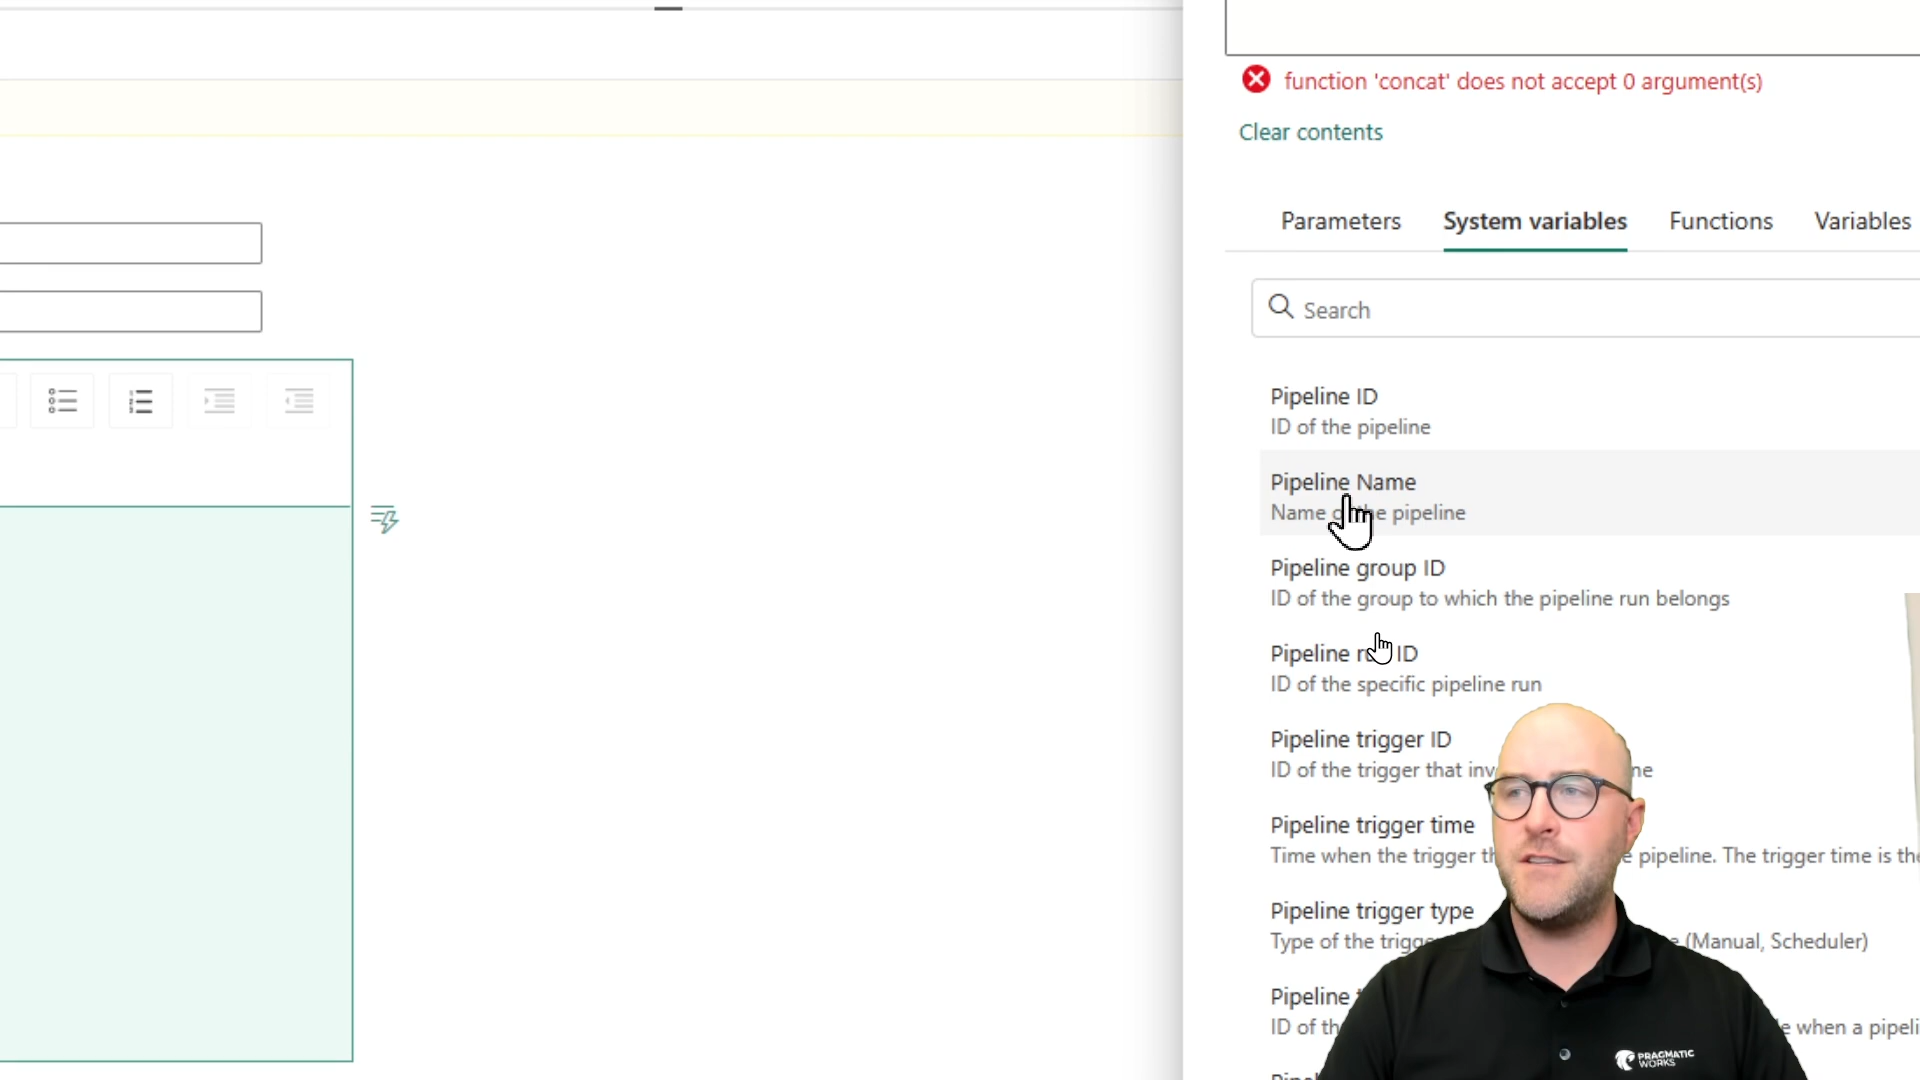 function 'concat' does not accept 0 argument(s)
Clear contents
Parameters System variables Functions Variables
Search
Pipeline ID
ID of the pipeline
Pipeline Name
Name the pipeline
Pipeline group ID
ID of the group to which the pipeline run belongs
Pipeline ID
ID of the specific pipeline run
Pipeline trigger ID
ID of the trigger that
Pipeline trigger time
Time when the trigger pipeline. The trigger time is
Pipeline trigger type
Type of the (Manual, Scheduler)
Pipeline
ID of when a
PRAGMATIC
WORKS